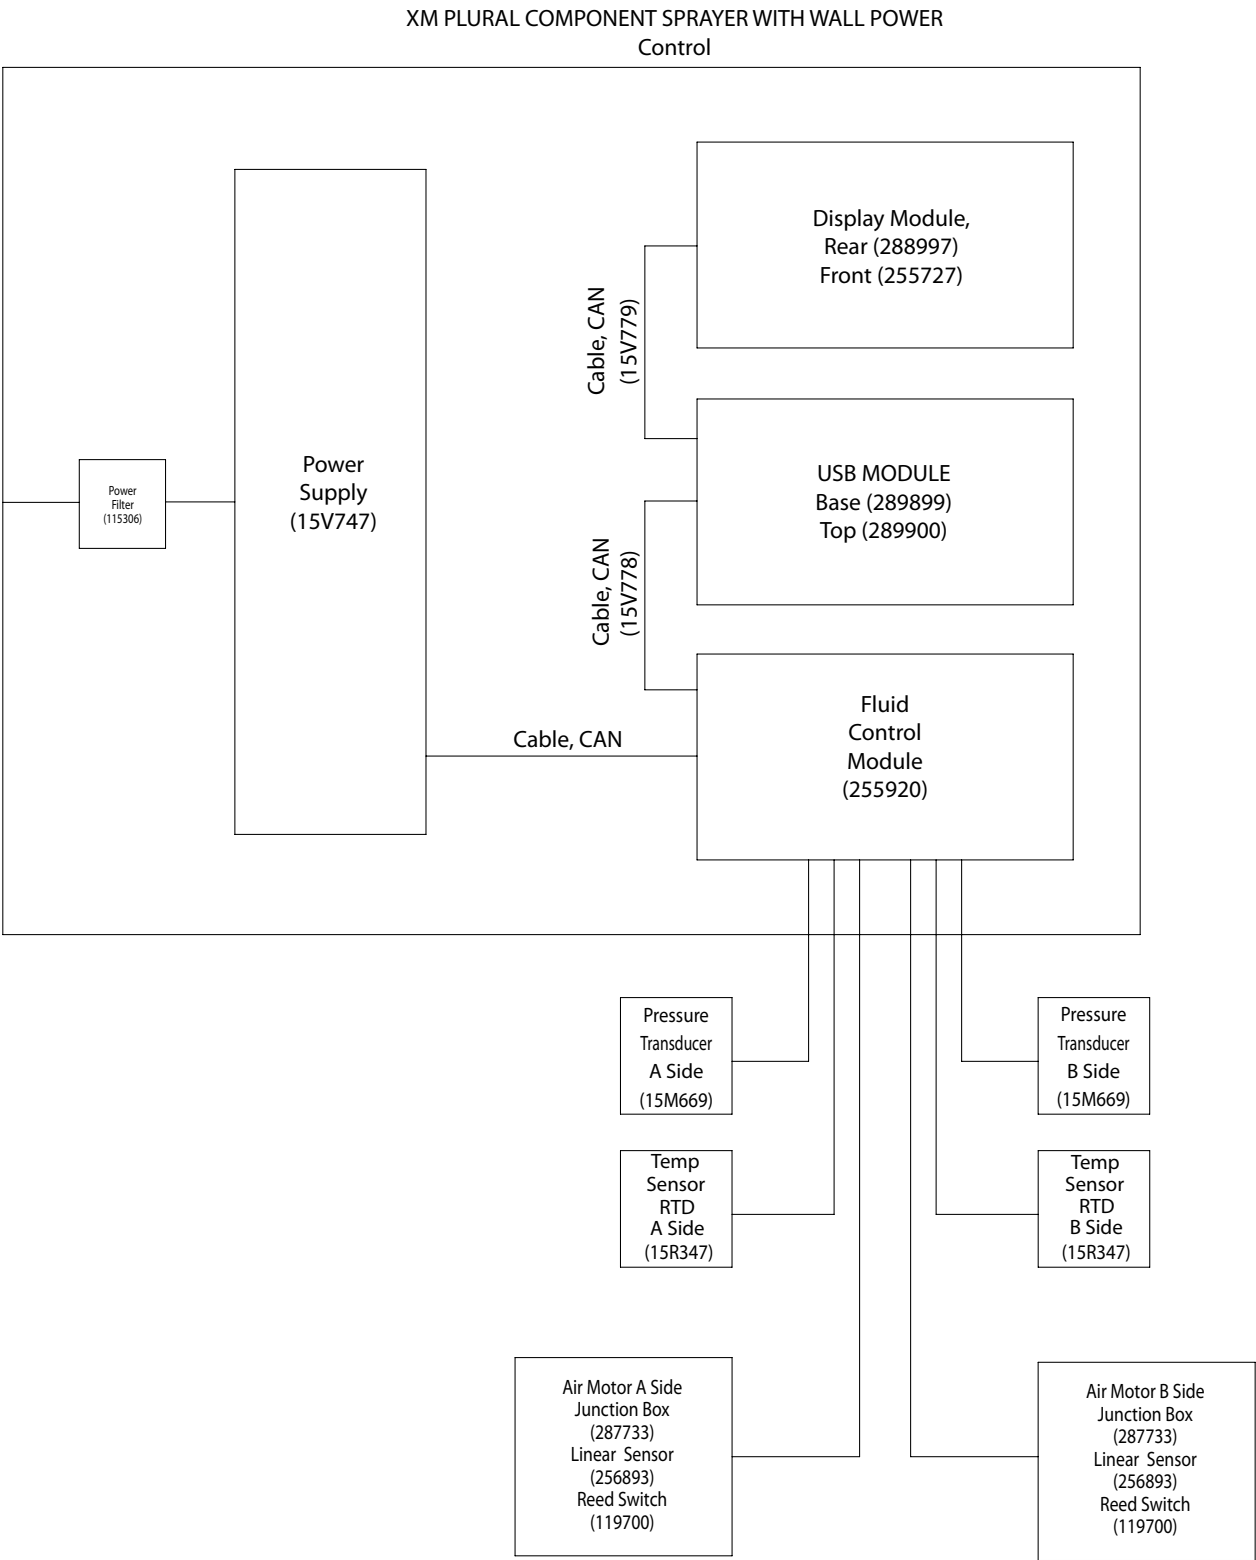 XM PLURAL COMPONENT SPRAYER WITH WALL POWER
Control
Display Module,
Rear (288997)
Front (255727)
Cable, CAN
(15V779)
USB MODULE
Base (289899)
Top (289900)
Power
Filter
(115306)
Power
Supply
(15V747)
Cable, CAN
(15V778)
Fluid
Control
Module
(255920)
Cable, CAN
Pressure
Transducer
A Side
(15M669)
Pressure
Transducer
B Side
(15M669)
Temp
Sensor
RTD
A Side
(15R347)
Temp
Sensor
RTD
B Side
(15R347)
Air Motor A Side
Junction Box
(287733)
Linear Sensor
(256893)
Reed Switch
(119700)
Air Motor B Side
Junction Box
(287733)
Linear Sensor
(256893)
Reed Switch
(119700)